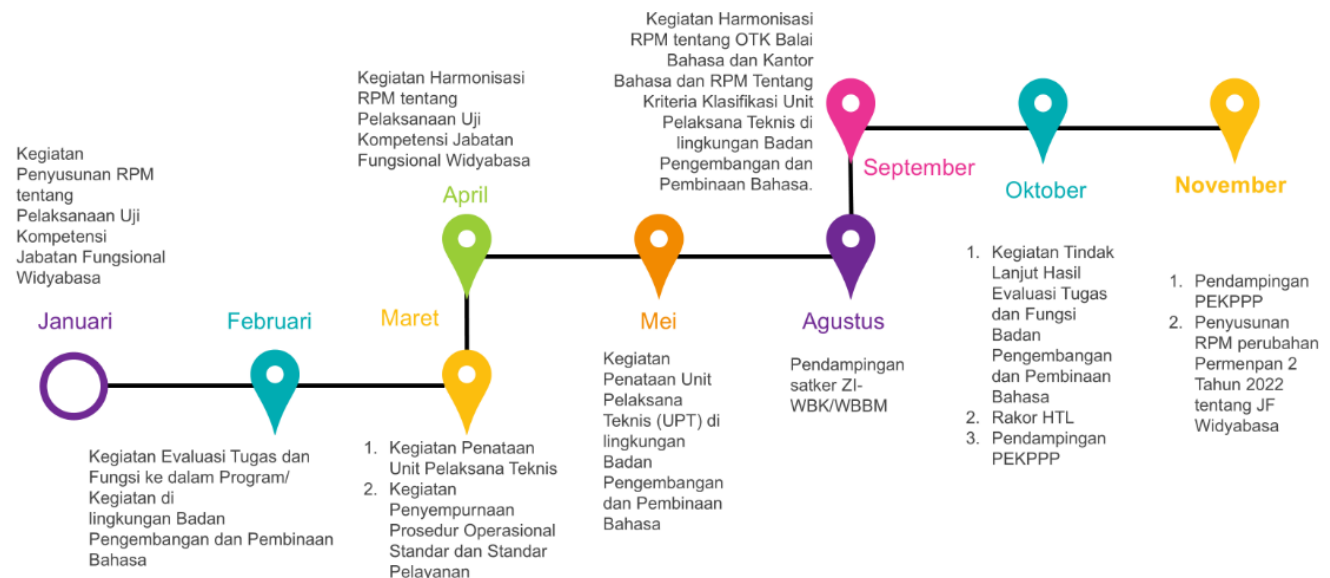 Kegiatan
Penyusunan RPM
tentang
Pelaksanaan Uji
Kompetensi
Jabatan Fungsional
Widyabasa
Januari
Februari
Kegiatan Evaluasi Tugas dan
Fungsi ke dalam Program/
Kegiatan di
lingkungan Badan
Pengembangan dan Pembinaan
Bahasa
Maret
1. Kegiatan Penataan
Unit Pelaksana Teknis
2. Kegiatan
Penyempurnaan
Prosedur Operasional
Standar dan Standar
Pelayanan
Kegiatan Harmonisasi
RPM tentang
Pelaksanaan Uji
Kompetensi Jabatan
Fungsional Widyabasa
April
Mei
Kegiatan
Penataan Unit
Pelaksana
Teknis (UPT) di
lingkungan
Badan
Pengembangan
dan Pembinaan
Bahasa
Agustus
Pendampingan
satker ZI-
WBK/WBBM
Kegiatan Harmonisasi
RPM tentang OTK Balai
Bahasa dan Kantor
Bahasa dan RPM Tentang
Kriteria Klasifikasi Unit
Pelaksana Teknis di
lingkungan Badan
Pengembangan dan
Pembinaan Bahasa.
September
Oktober
1. Kegiatan Tindak
Lanjut Hasil
Evaluasi Tugas
dan Fungsi
Badan
Pengembangan
dan Pembinaan
Bahasa
2. Rakor HTL
3. Pendampingan
PEKPPP
November
1. Pendampingan
PEKPPP
2. Penyusunan
RPM perubahan
Permenpan 2
Tahun 2022
tentang JF
Widyabasa